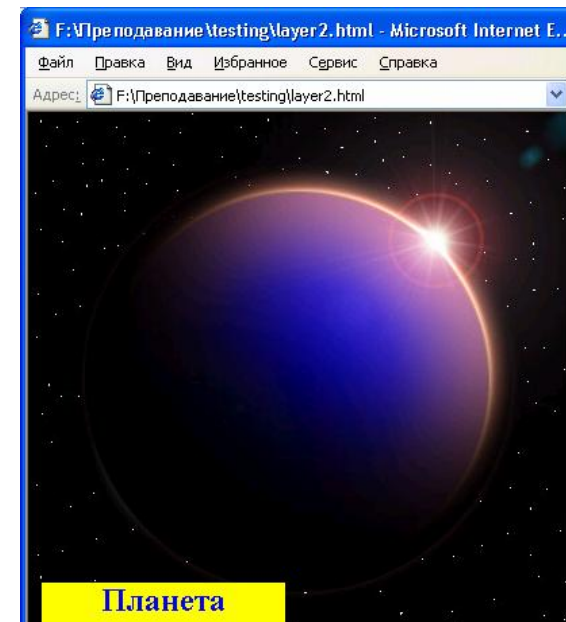 F:\Преподавание\testing\layer2.html - Microsoft Internet E...
Файл Правка Вид Избранное Сервис Справка
Адрес: F:\Преподавание\testing\layer2.html
Планета